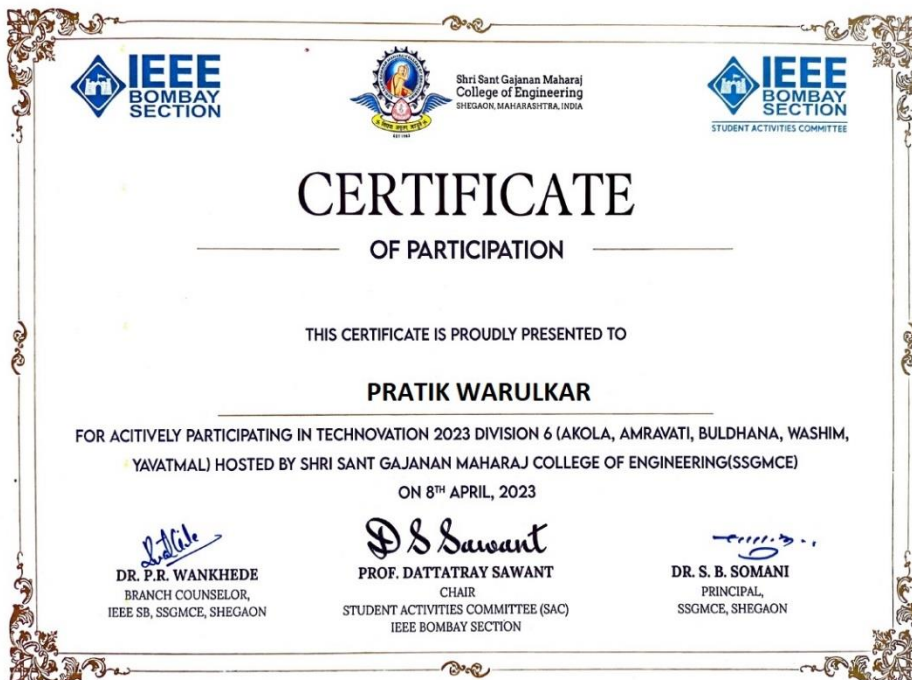 IEEE
BOMBAY
SECTION
Shri Sant Gajanan Maharaj
College of Engineering
SHEGAON, MAHARASHTRA, INDIA
IEEE
BOMBAY
SECTION
STUDENT ACTIVITIES COMMITTEE
CERTIFICATE
OF PARTICIPATION
THIS CERTIFICATE IS PROUDLY PRESENTED TO
PRATIK WARULKAR
FOR ACITIVELY PARTICIPATING IN TECHNOVATION 2023 DIVISION 6 (AKOLA, AMRAVATI, BULDHANA, WASHIM,
YAVATMAL) HOSTED BY SHRI SANT GAJANAN MAHARAJ COLLEGE OF ENGINEERING(SSGMCE)
ON 8TH APRIL, 2023
D S Sawant
DR. P.R. WANKHEDE
BRANCH COUNSELOR,
IEEE SB, SSGMCE, SHEGAON
PROF. DATTATRAY SAWANT
CHAIR
STUDENT ACTIVITIES COMMITTEE (SAC)
IEEE BOMBAY SECTION
DR. S. B. SOMANI
PRINCIPAL,
SSGMCE, SHEGAON